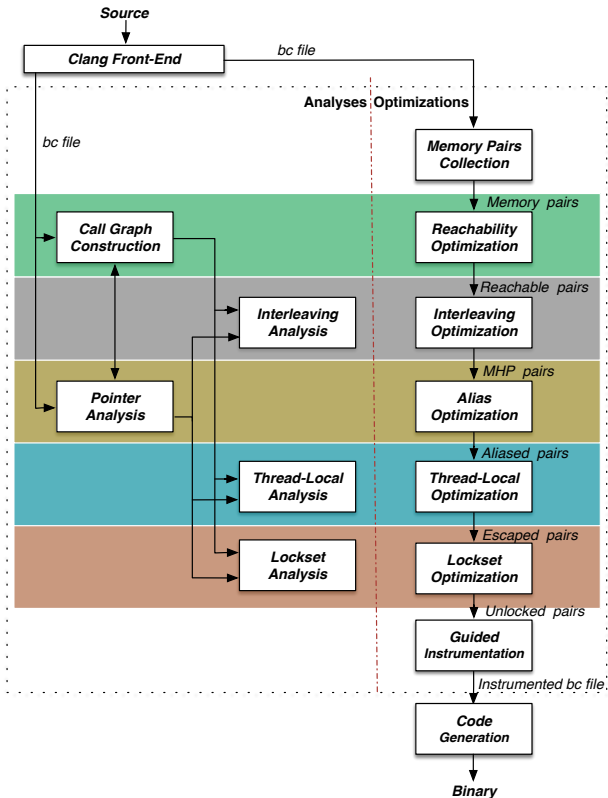 Source
Clang Front-End
bc file
Analyses
Optimizations
bc file
Memory Pairs
Collection
Memory pairs
Call Graph
Construction
Reachability
Optimization
Reachable pairs
Interleaving
Analysis
Interleaving
Optimization
MHP pairs
Pointer
Analysis
Alias
Optimization
Aliased pairs
Thread-Local
Analysis
Thread-Local
Optimization
Escaped pairs
Lockset
Analysis
Lockset
Optimization
Unlocked pairs
Guided
Instrumentation
Instrumented bc file
Code
Generation
Binary